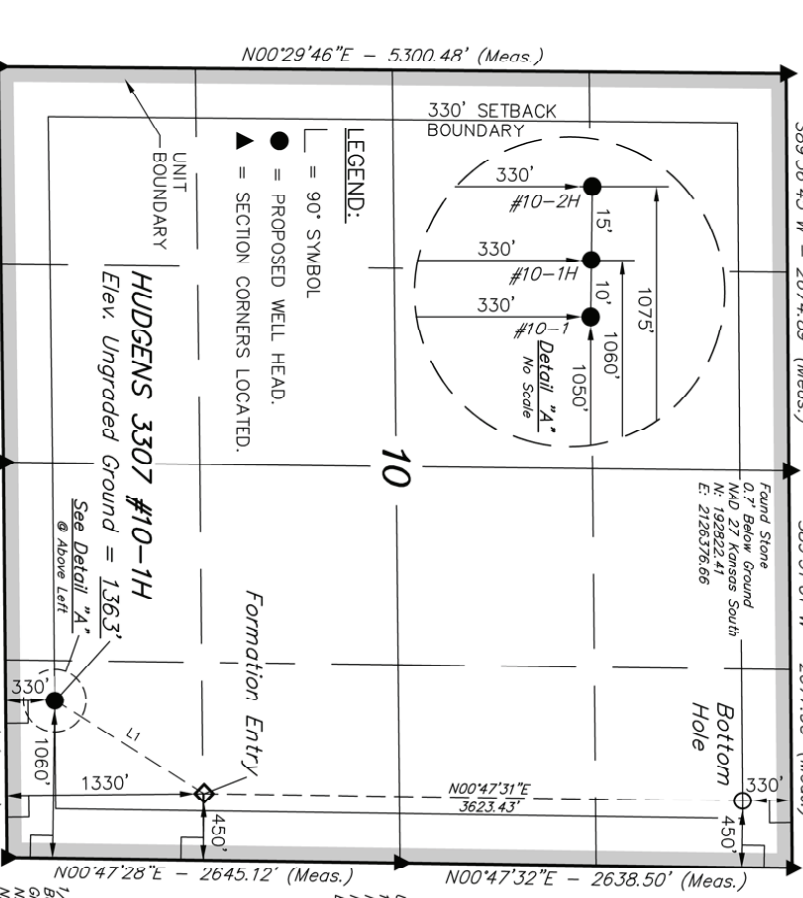 N00°29'46"E – 5300.48' (Meas.)
330' SETBACK
BOUNDARY
UNIT
BOUNDARY
LEGEND:
= 90° SYMBOL
= PROPOSED WELL HEAD.
= SECTION CORNERS LOCATED.
330'
#10-2H
15'
330'
#10-1H
10'
330'
#10-1
1075'
1060'
1050'
Detail "A"
No Scale
10
HUDGENS 3307 #10-1H
Elev. Ungraded Ground = 1363'
See Detail "A"
@ Above Left
Found Stone
0.7' Below Ground
NAD 27 Kansas South
N: 192822.41
E: 2126376.66
Formation Entry
Bottom
Hole
330'
1060'
L1
1330'
450'
N00°47'31"E
3623.43'
330'
450'
N00°47'28"E – 2645.12' (Meas.)
N00°47'32"E – 2638.50' (Meas.)